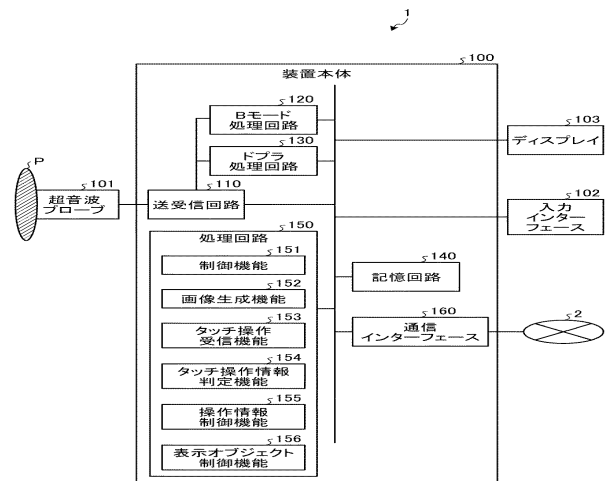 1
100
装置本体
120
Bモード
処理回路
103
ディスプレイ
130
ドプラ
処理回路
P
101
超音波
プローブ
110
送受信回路
102
入力
インター
フェース
150
処理回路
151
制御機能
140
記憶回路
152
画像生成機能
160
通信
インターフェース
2
153
タッチ操作
受信機能
154
タッチ操作情報
判定機能
155
操作情報
制御機能
156
表示オブジェクト
制御機能